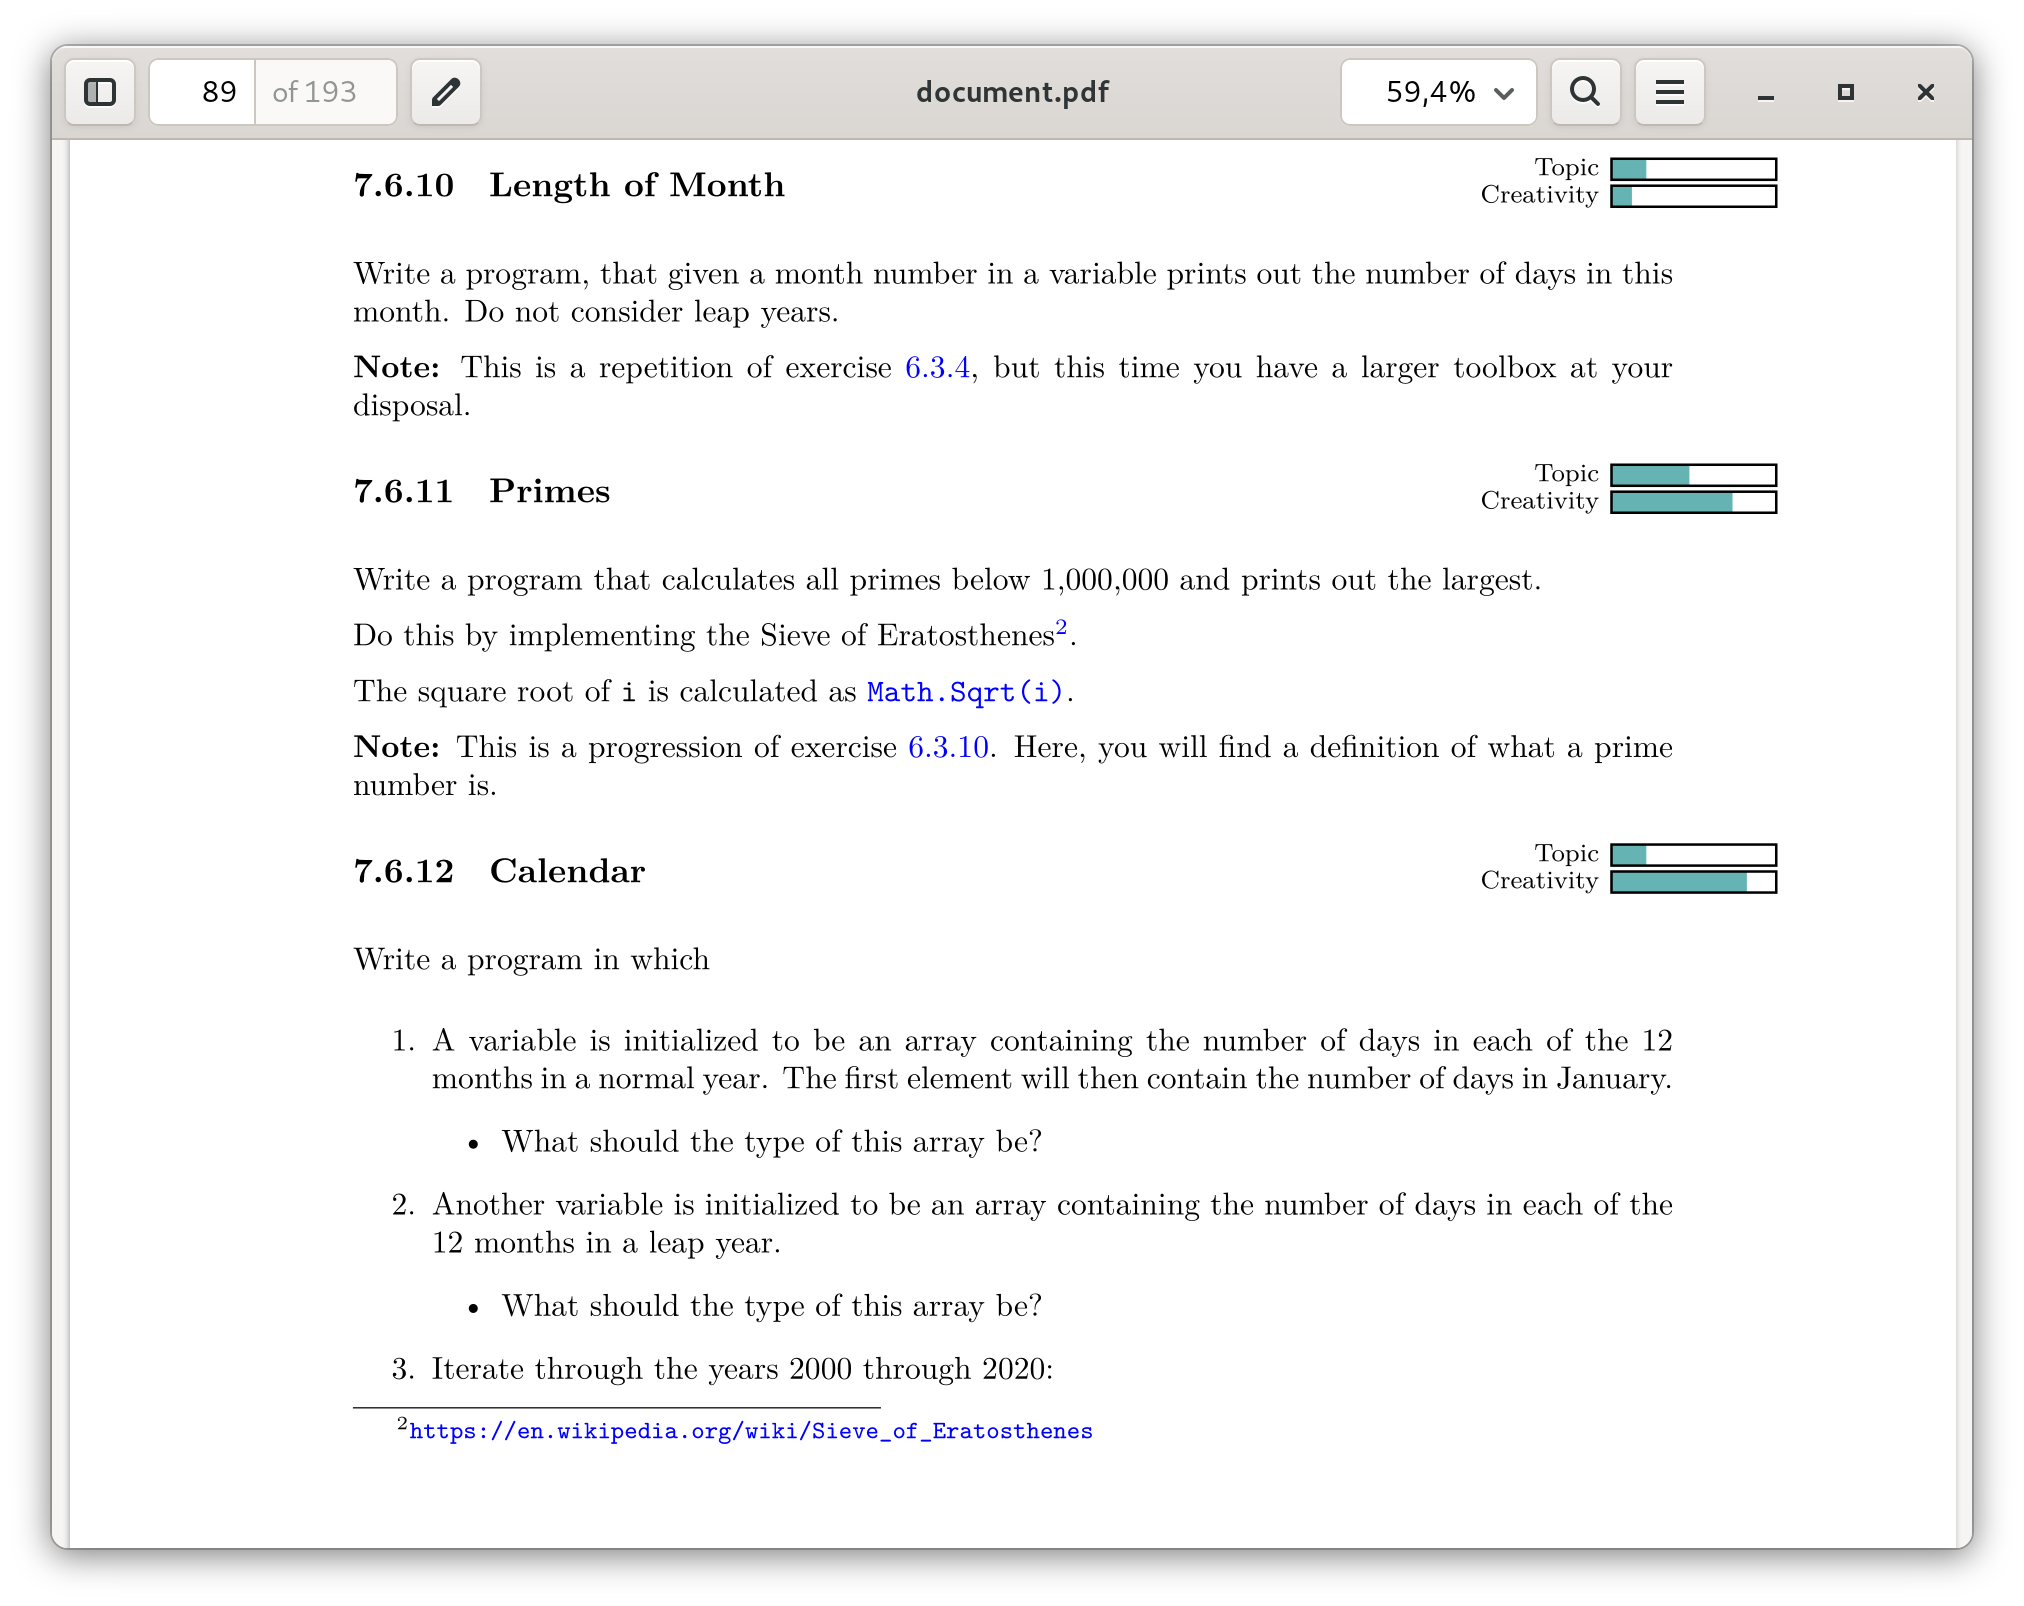 89 of 193 document.pdf 59,4%
7.6.10 Length of Month
Topic
Creativity
Write a program, that given a month number in a variable prints out the number of days in this
month. Do not consider leap years.
Note: This is a repetition of exercise 6.3.4, but this time you have a larger toolbox at your
disposal.
7.6.11 Primes
Topic
Creativity
Write a program that calculates all primes below 1,000,000 and prints out the largest.
Do this by implementing the Sieve of Eratosthenes2.
The square root of i is calculated as Math.Sqrt(i).
Note: This is a progression of exercise 6.3.10. Here, you will find a definition of what a prime
number is.
7.6.12 Calendar
Topic
Creativity
Write a program in which
1. A variable is initialized to be an array containing the number of days in each of the 12
months in a normal year. The first element will then contain the number of days in January.
• What should the type of this array be?
2. Another variable is initialized to be an array containing the number of days in each of the
12 months in a leap year.
• What should the type of this array be?
3. Iterate through the years 2000 through 2020:
2https://en.wikipedia.org/wiki/Sieve_of_Eratosthenes